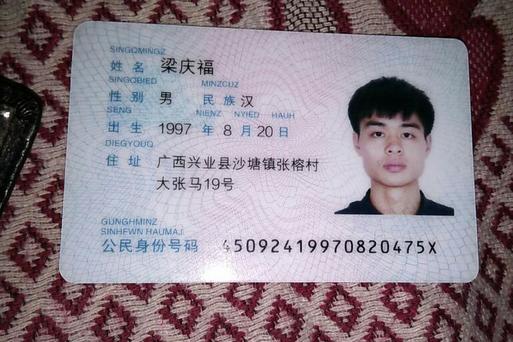 SINGQMINGZ
姓名 梁庆福
SINGQBIED MINZCUZ
性别 男 民族 汉
SENG NIENZ NYIED HAUH
出生 1997 年 8 月 20 日
DIEGYOUQ
住址 广西兴业县沙塘镇张榕村
大张马19号
GUNGHMINZ
SINHFWN HAUMAJ
公民身份号码 45092419970820475X